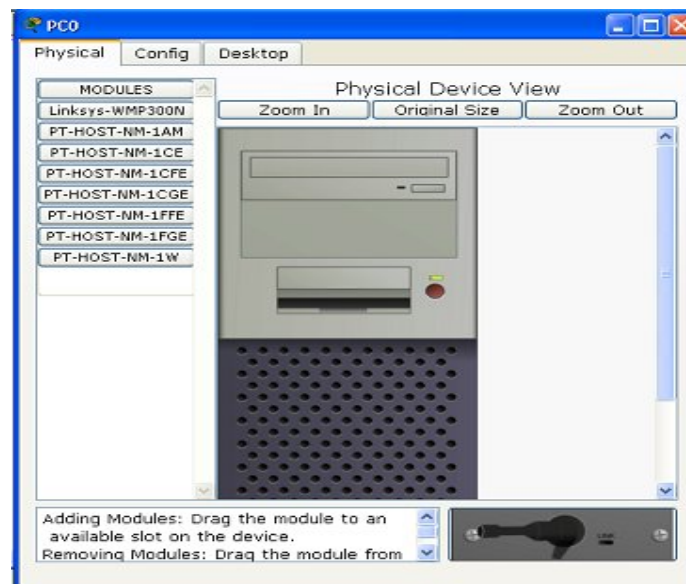 PC0
Physical Config Desktop
MODULES
Linksys-WMP300N
PT-HOST-NM-1AM
PT-HOST-NM-1CE
PT-HOST-NM-1CFE
PT-HOST-NM-1CGE
PT-HOST-NM-1FFE
PT-HOST-NM-1FGE
PT-HOST-NM-1W
Physical Device View
Zoom In Original Size Zoom Out
Adding Modules: Drag the module to an
available slot on the device.
Removing Modules: Drag the module from
LINK